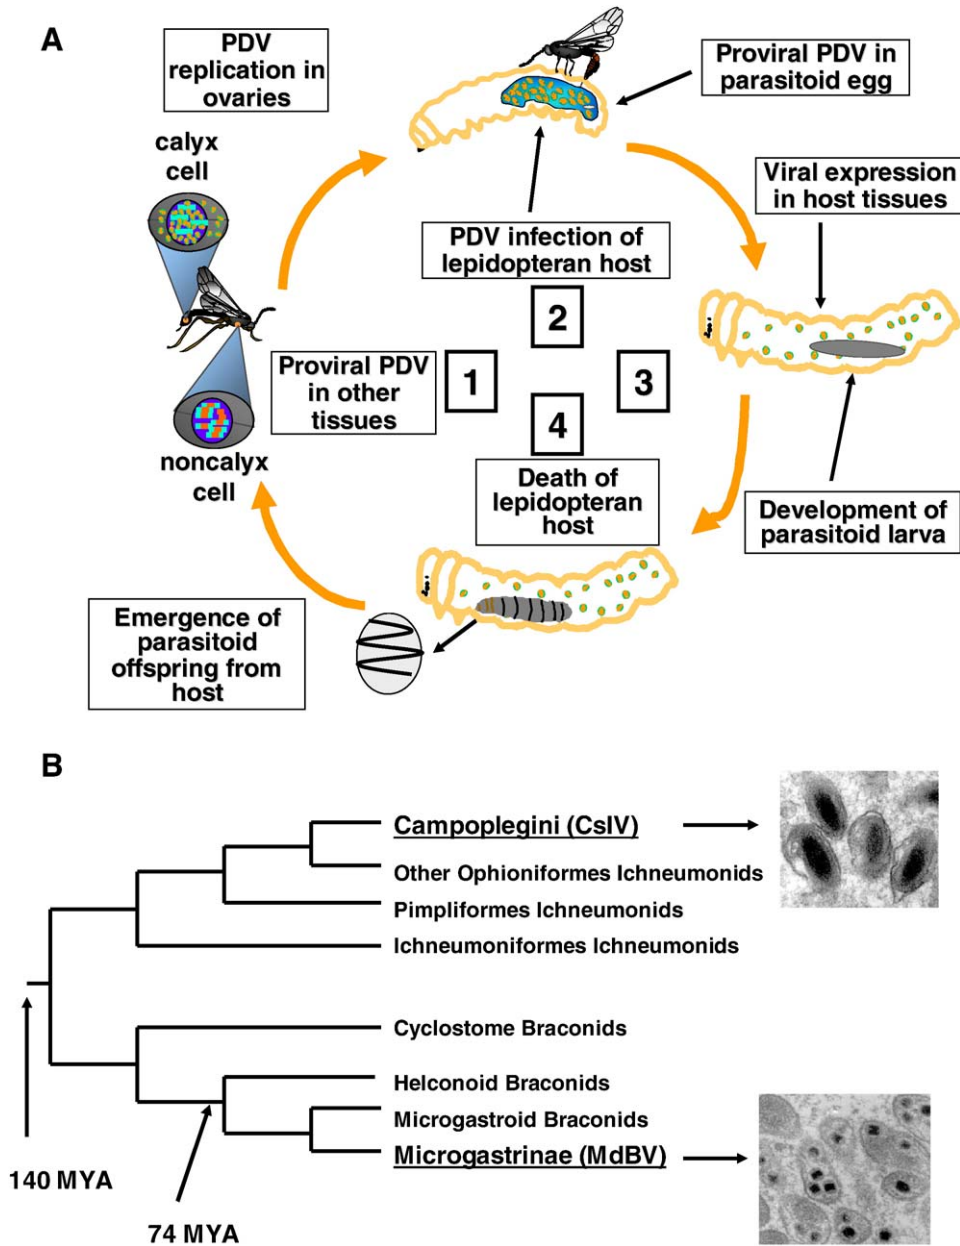 A
PDV
replication in
ovaries
Proviral PDV in
parasitoid egg
calyx
cell
Viral expression
in host tissues
PDV infection of
lepidopteran host
2
Proviral PDV
in other
tissues
1
3
4
noncalyx
cell
Death of
lepidopteran
host
Development of
parasitoid larva
Emergence of
parasitoid
offspring from
host
B
Campoplegini (CsIV)
Other Ophioniformes Ichneumonids
Pimpliformes Ichneumonids
Ichneumoniformes Ichneumonids
Cyclostome Braconids
Helconoid Braconids
Microgastroid Braconids
Microgastrinae (MdBV)
140 MYA
74 MYA